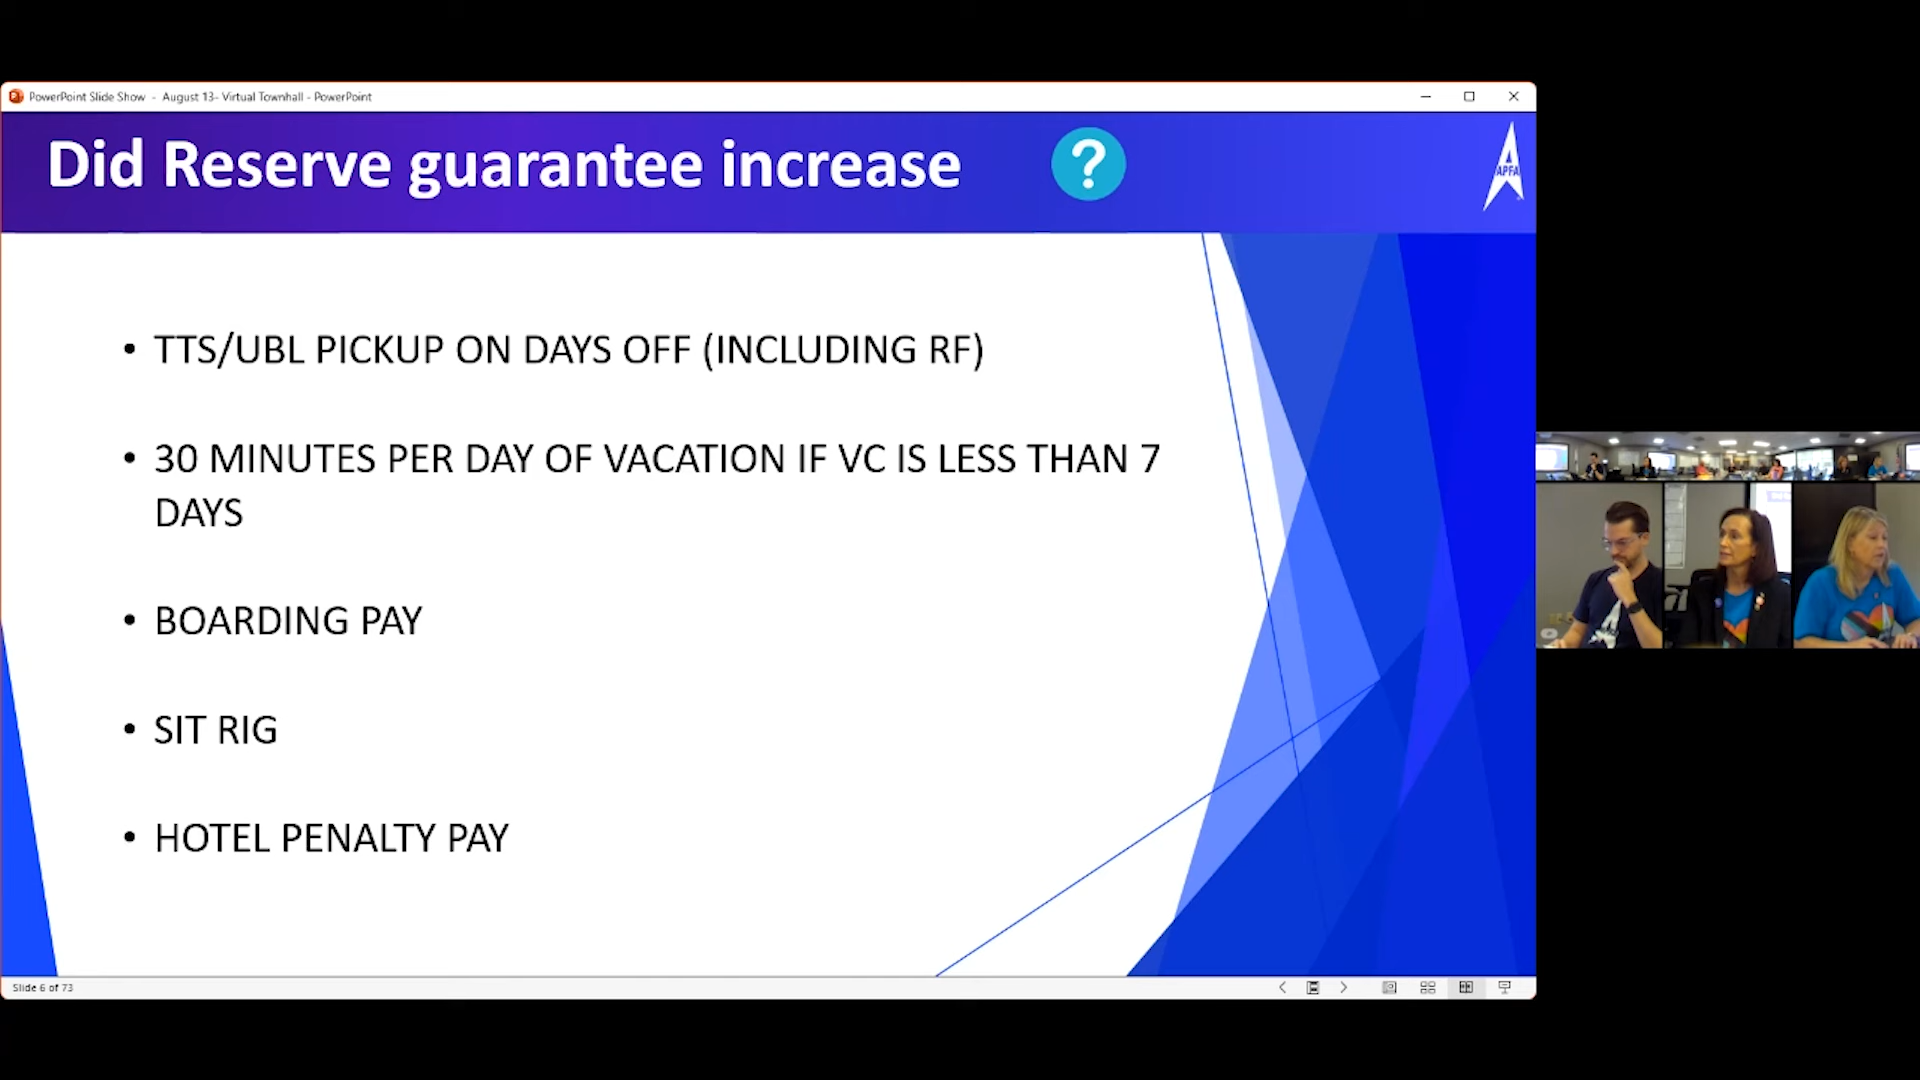 PowerPoint Slide Show - August 13- Virtual Townhall - PowerPoint
Did Reserve guarantee increase ?
APFA
• TTS/UBL PICKUP ON DAYS OFF (INCLUDING RF)
• 30 MINUTES PER DAY OF VACATION IF VC IS LESS THAN 7
DAYS
• BOARDING PAY
• SIT RIG
• HOTEL PENALTY PAY
Slide 6 of 73